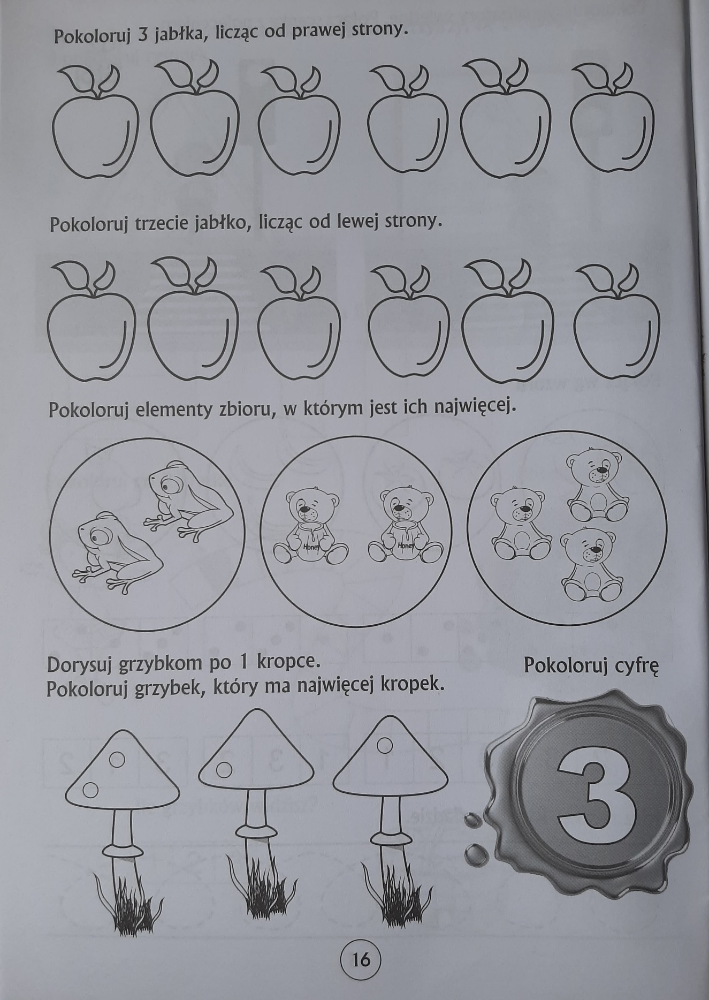 Pokoloruj 3 jabłka, licząc od prawej strony.
Pokoloruj trzecie jabłko, licząc od lewej strony.
Pokoloruj elementy zbioru, w którym jest ich najwięcej.
Honey
Honey
Dorysuj grzybkom po 1 kropce.
Pokoloruj grzybek, który ma najwięcej kropek.
Pokoloruj cyfrę
3
16